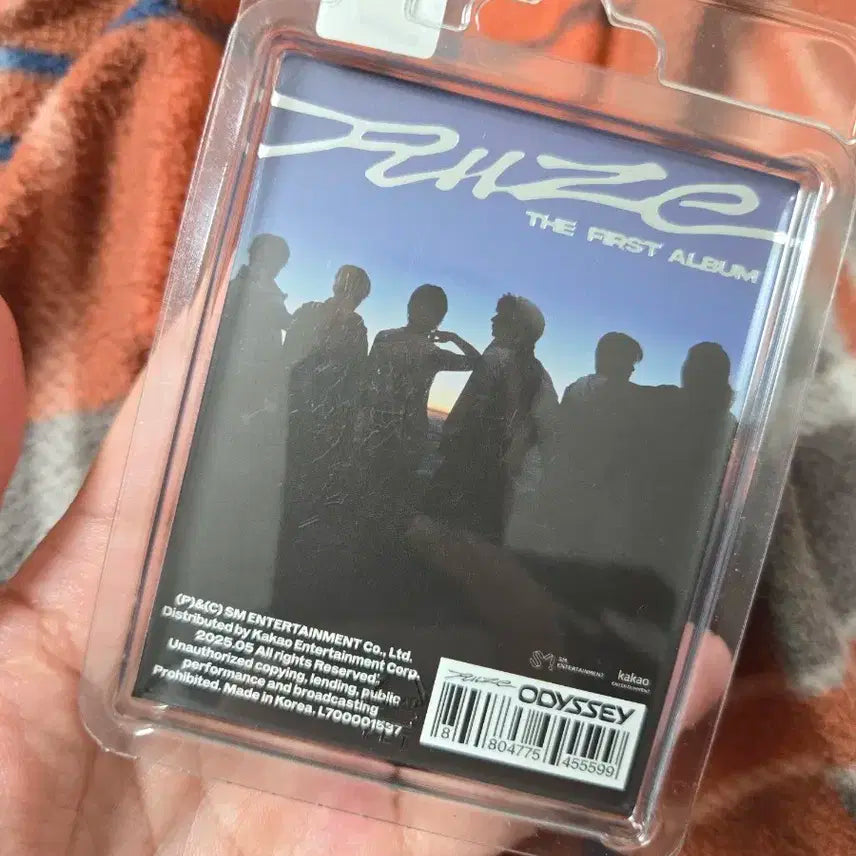 RIIZE
THE FIRST ALBUM
(P)&(C) SM ENTERTAINMENT Co., Ltd.
Distributed by Kakao Entertainment Corp.
2025.05 All rights Reserved.
Unauthorized copying, lending, public
performance and broadcasting
Prohibited. Made in Korea. L700001597
SM
ENTERTAINMENT
kakao
ENTERTAINMENT
RIIZE ODYSSEY
8 804775 455599